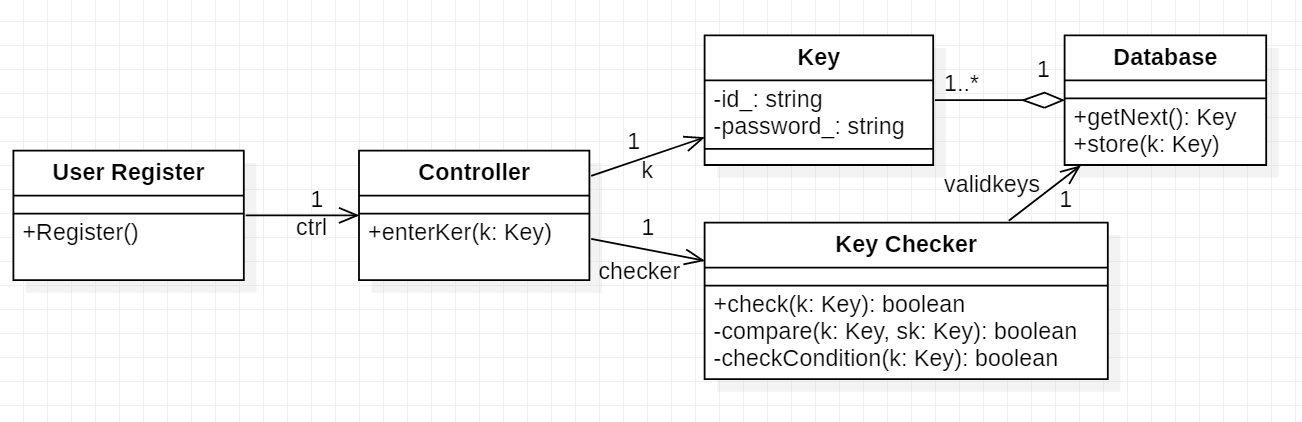 User Register
+Register()
1
ctrl
Controller
+enterKer(k: Key)
1
k
1
checker
Key
-id_: string
-password_: string
1..*
1
Database
+getNext(): Key
+store(k: Key)
validkeys
1
Key Checker
+check(k: Key): boolean
-compare(k: Key, sk: Key): boolean
-checkCondition(k: Key): boolean